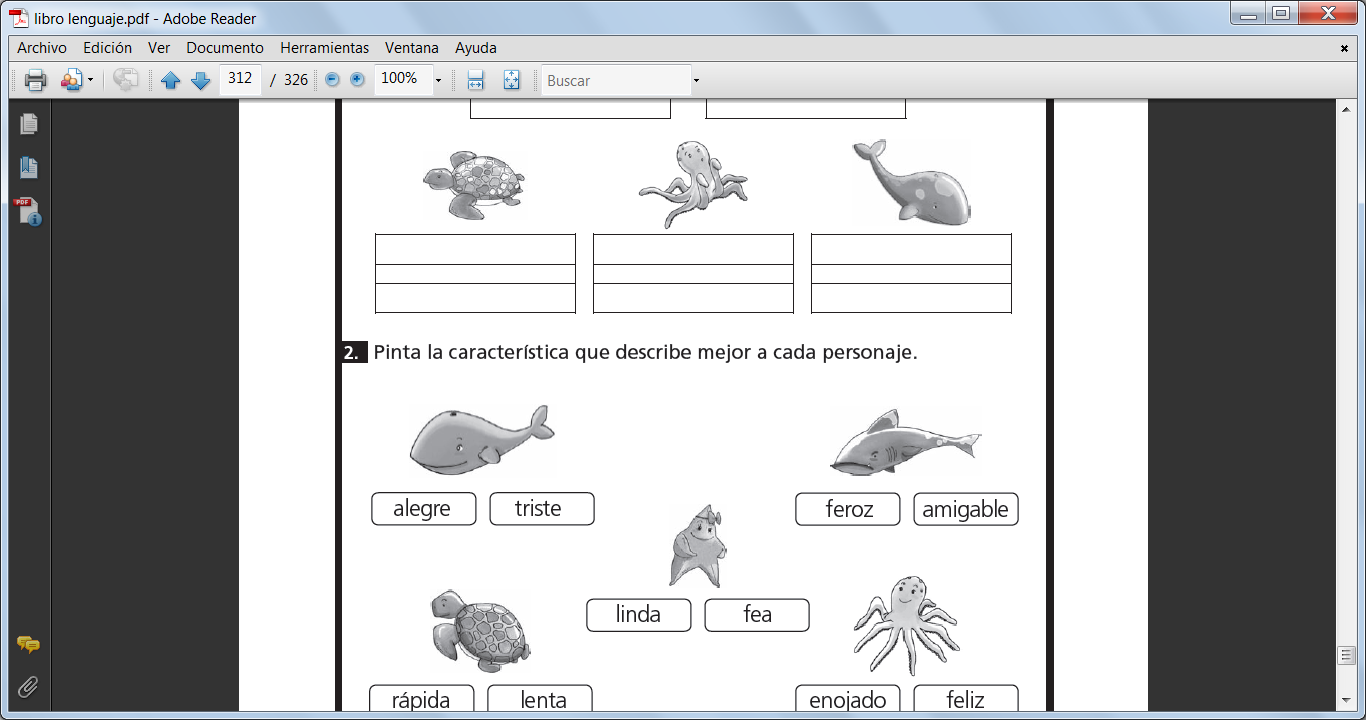 libro lenguaje.pdf - Adobe Reader
Archivo Edición Ver Documento Herramientas Ventana Ayuda
312 / 326 100% Buscar
PDF
2. Pinta la característica que describe mejor a cada personaje.
alegre triste feroz amigable
linda fea
rápida lenta enojado feliz